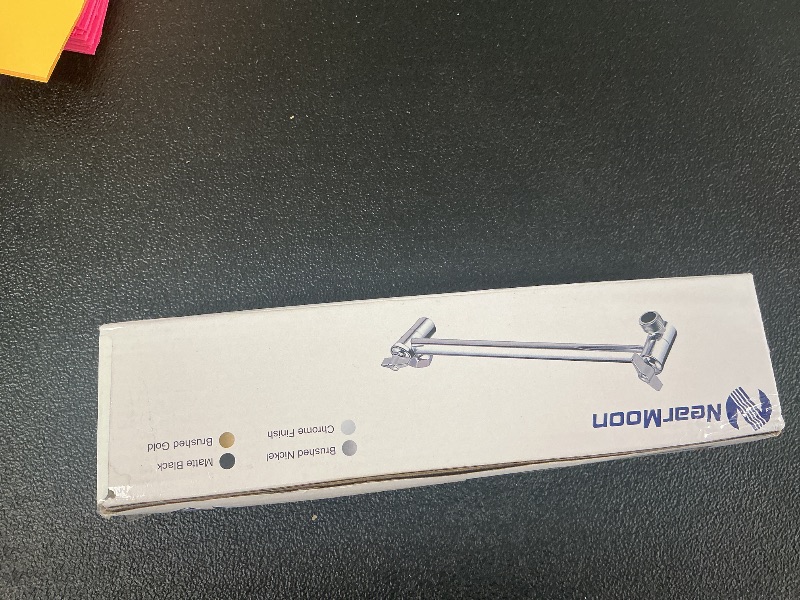 NearMoon
Brushed Nickel
Chrome Finish
Matte Black
Brushed Gold